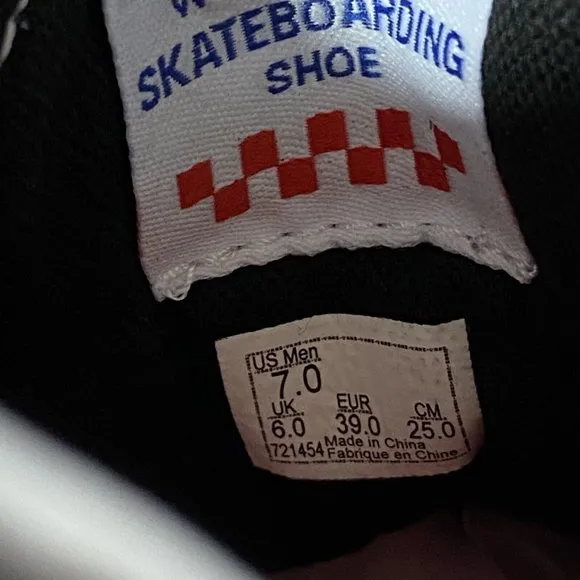 SKATEBOARDING
SHOE
US Men
7.0
UK EUR CM
6.0 39.0 25.0
721454 Made in China
Fabrique en Chine